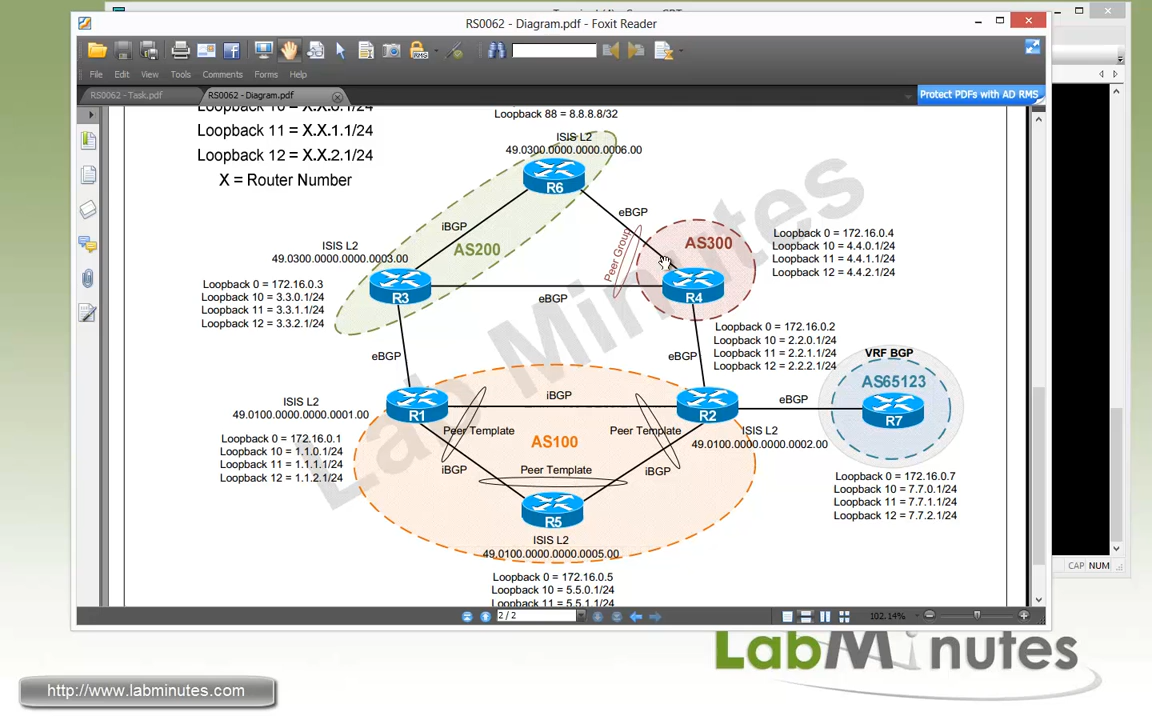 RS0062 - Diagram.pdf - Foxit Reader
File Edit View Tools Comments Forms Help
RS0062 - Task.pdf
RS0062 - Diagram.pdf
Protect PDFs with AD RMS
Loopback 11 = X.X.1.1/24
Loopback 12 = X.X.2.1/24
X = Router Number
Loopback 88 = 8.8.8.8/32
ISIS L2
49.0300.0000.0000.0006.00
R6
eBGP
iBGP
AS200
Peer Group
AS300
Loopback 0 = 172.16.0.4
Loopback 10 = 4.4.0.1/24
Loopback 11 = 4.4.1.1/24
Loopback 12 = 4.4.2.1/24
ISIS L2
49.0300.0000.0000.0003.00
Loopback 0 = 172.16.0.3
Loopback 10 = 3.3.0.1/24
Loopback 11 = 3.3.1.1/24
Loopback 12 = 3.3.2.1/24
R3
eBGP
R4
Loopback 0 = 172.16.0.2
Loopback 10 = 2.2.0.1/24
Loopback 11 = 2.2.1.1/24
Loopback 12 = 2.2.2.1/24
eBGP
eBGP
VRF BGP
AS65123
ISIS L2
49.0100.0000.0000.0001.00
Loopback 0 = 172.16.0.1
Loopback 10 = 1.1.0.1/24
Loopback 11 = 1.1.1.1/24
Loopback 12 = 1.1.2.1/24
R1
iBGP
R2
eBGP
R7
Peer Template
AS100
Peer Template
ISIS L2
49.0100.0000.0000.0002.00
iBGP
Peer Template
iBGP
Loopback 0 = 172.16.0.7
Loopback 10 = 7.7.0.1/24
Loopback 11 = 7.7.1.1/24
Loopback 12 = 7.7.2.1/24
R5
ISIS L2
49.0100.0000.0000.0005.00
Loopback 0 = 172.16.0.5
Loopback 10 = 5.5.0.1/24
Loopback 11 = 5.5.1.1/24
Lab Minutes
2 / 2
102.14%
CAP NUM
LabMinutes
http://www.labminutes.com